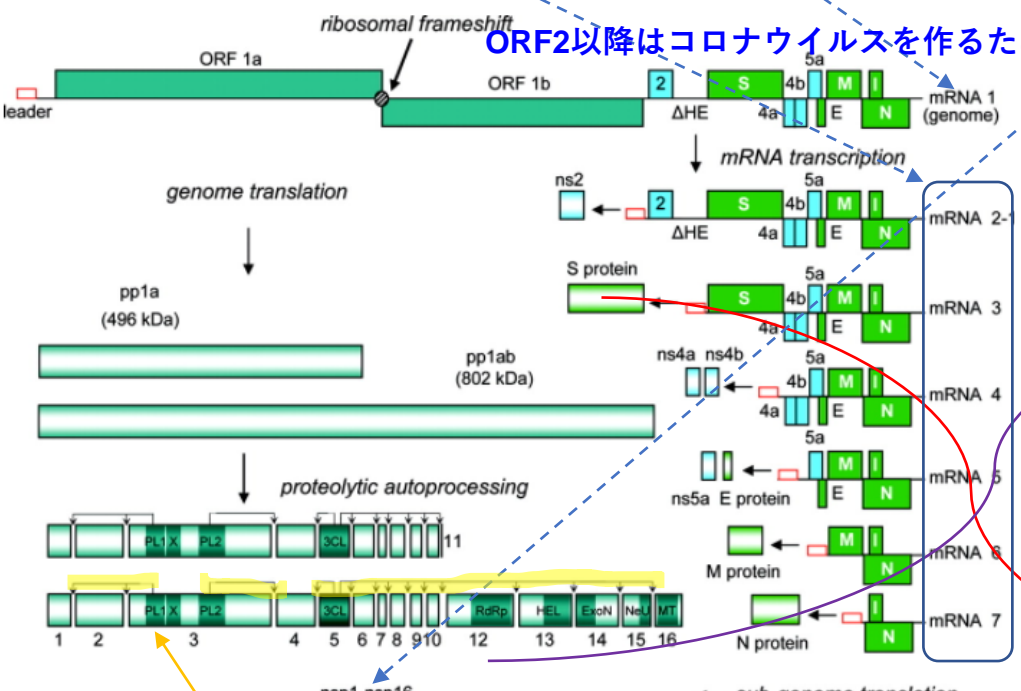 ribosomal frameshift
ORF2以降はコロナウイルスを作るた
ORF 1a
5a
ORF 1b
2
S
4b
M
I
leader
ΔHE
4a
E
N
mRNA 1
(genome)
mRNA transcription
genome translation
ns2
5a
2
S
4b
M
I
ΔHE
4a
E
N
mRNA 2-1
S protein
5a
pp1a
(496 kDa)
S
4b
M
I
4a
E
N
mRNA 3
pp1ab
(802 kDa)
ns4a ns4b
5a
4b
M
I
4a
E
N
mRNA 4
5a
M
I
ns5a E protein
E
N
mRNA 5
proteolytic autoprocessing
PL1 X PL2 3CL 11
M
I
M protein
N
mRNA 6
PL1 X PL2 3CL RdRp HEL ExoN NeU MT
1 2 3 4 5 6 7 8 9 10 12 13 14 15 16
I
N protein
N
mRNA 7